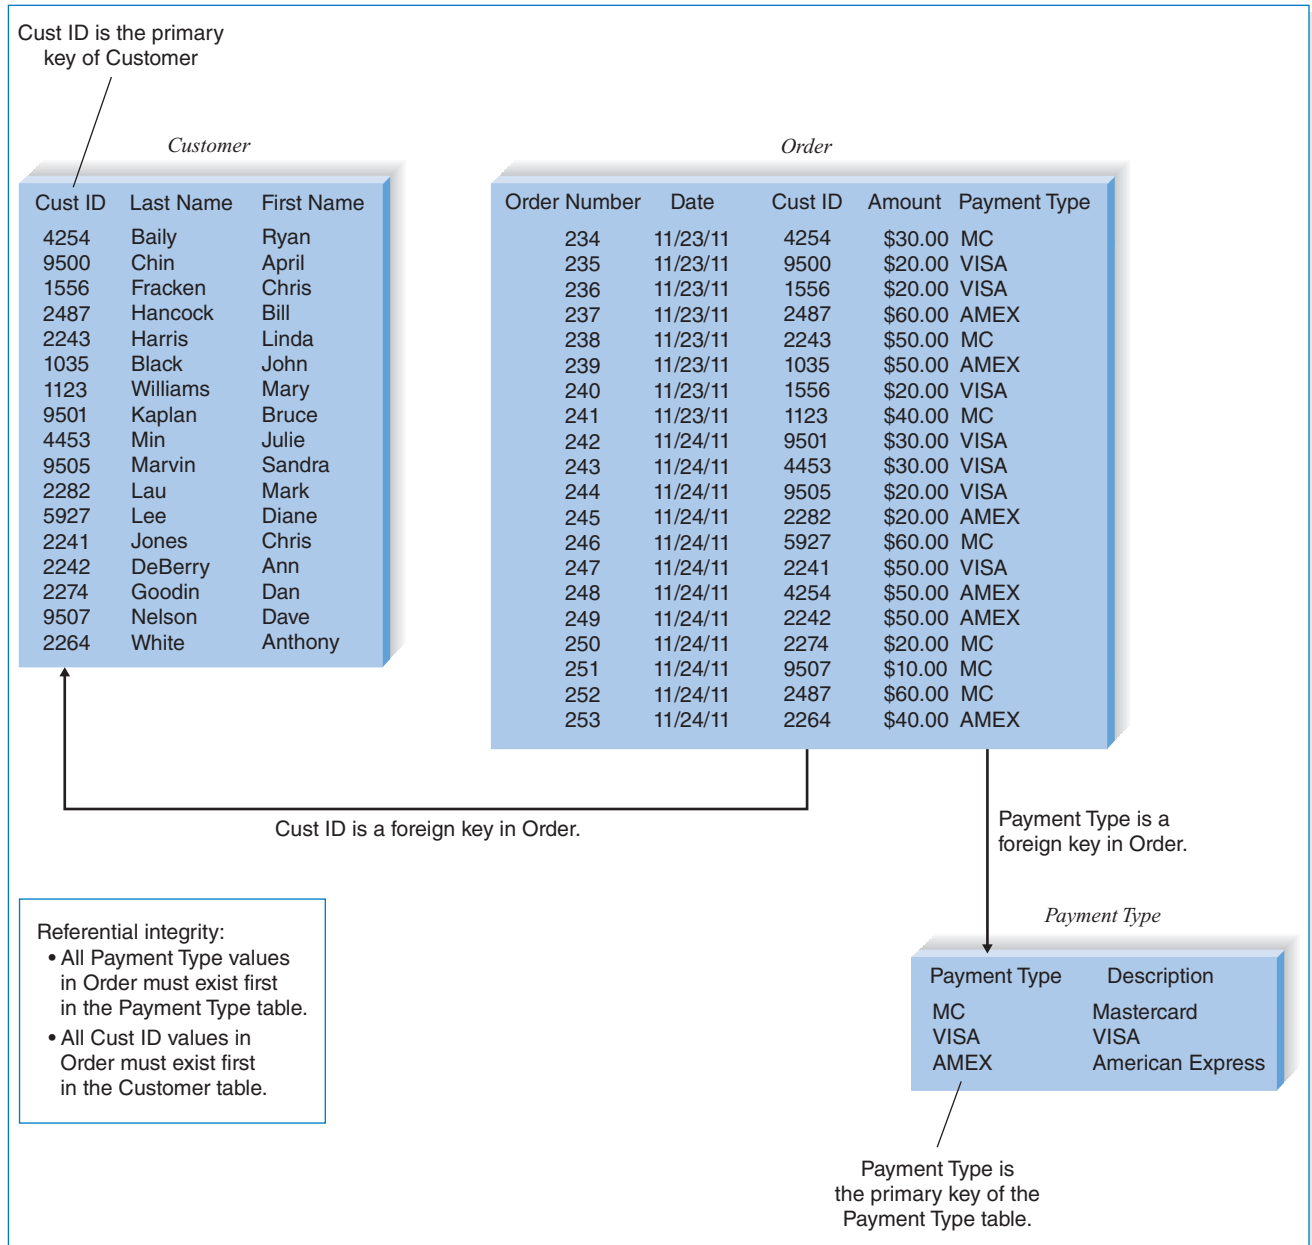 Cust ID is the primary
key of Customer
Customer
Cust ID Last Name First Name
4254 Baily Ryan
9500 Chin April
1556 Fracken Chris
2487 Hancock Bill
2243 Harris Linda
1035 Black John
1123 Williams Mary
9501 Kaplan Bruce
4453 Min Julie
9505 Marvin Sandra
2282 Lau Mark
5927 Lee Diane
2241 Jones Chris
2242 DeBerry Ann
2274 Goodin Dan
9507 Nelson Dave
2264 White Anthony
Order
Order Number Date Cust ID Amount Payment Type
234 11/23/11 4254 $30.00 MC
235 11/23/11 9500 $20.00 VISA
236 11/23/11 1556 $20.00 VISA
237 11/23/11 2487 $60.00 AMEX
238 11/23/11 2243 $50.00 MC
239 11/23/11 1035 $50.00 AMEX
240 11/23/11 1556 $20.00 VISA
241 11/23/11 1123 $40.00 MC
242 11/24/11 9501 $30.00 VISA
243 11/24/11 4453 $30.00 VISA
244 11/24/11 9505 $20.00 VISA
245 11/24/11 2282 $20.00 AMEX
246 11/24/11 5927 $60.00 MC
247 11/24/11 2241 $50.00 VISA
248 11/24/11 4254 $50.00 AMEX
249 11/24/11 2242 $50.00 AMEX
250 11/24/11 2274 $20.00 MC
251 11/24/11 9507 $10.00 MC
252 11/24/11 2487 $60.00 MC
253 11/24/11 2264 $40.00 AMEX
Cust ID is a foreign key in Order.
Payment Type is a
foreign key in Order.
Referential integrity:
• All Payment Type values
in Order must exist first
in the Payment Type table.
• All Cust ID values in
Order must exist first
in the Customer table.
Payment Type
Payment Type Description
MC Mastercard
VISA VISA
AMEX American Express
Payment Type is
the primary key of the
Payment Type table.